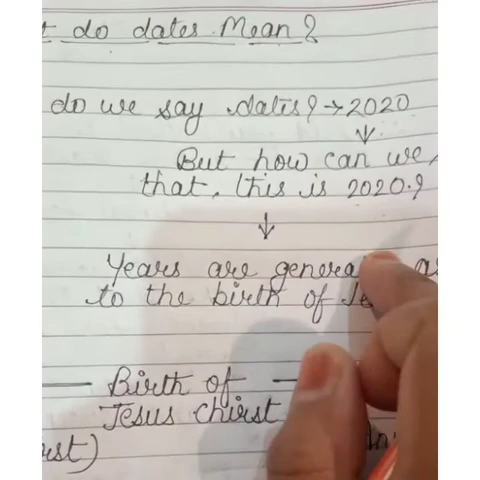 do dates Mean?
do we say dates? → 2020
↓
But how can we,
that, this is 2020.?
↓
Years are
to the birth of
— Birth of —
Jesus chirst